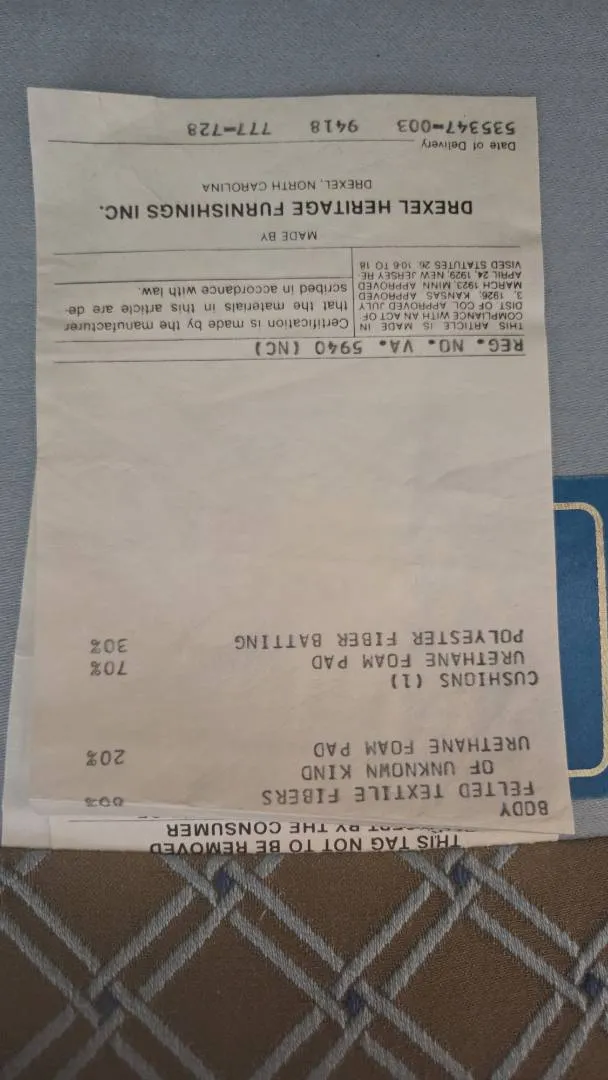 THIS TAG NOT TO BE REMOVED
BY THE CONSUMER
BODY
FELTED TEXTILE FIBERS
OF UNKNOWN KIND
URETHANE FOAM PAD 20%
CUSHIONS (1)
URETHANE FOAM PAD 70%
POLYESTER FIBER BATTING 30%
REG. NO. VA. 5940 (NC)
THIS ARTICLE IS MADE IN
COMPLIANCE WITH AN ACT OF
DIST. OF COL. APPROVED JULY
3, 1926; KANSAS APPROVED
MARCH 1923; MINN APPROVED
APRIL 24, 1929; NEW JERSEY RE-
VISED STATUTES 26: 10-6 TO 18
Certification is made by the manufacturer
that the materials in this article are de-
scribed in accordance with law.
MADE BY
DREXEL HERITAGE FURNISHINGS INC.
DREXEL, NORTH CAROLINA
Date of Delivery
535347-003 9418 777-728